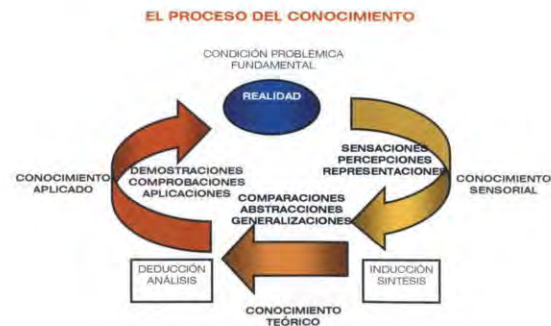 EL PROCESO DEL CONOCIMIENTO
CONDICIÓN PROBLÉMICA
FUNDAMENTAL
REALIDAD
SENSACIONES
PERCEPCIONES
REPRESENTACIONES
CONOCIMIENTO
SENSORIAL
CONOCIMIENTO
APLICADO
DEMOSTRACIONES
COMPROBACIONES
APLICACIONES
COMPARACIONES
ABSTRACCIONES
GENERALIZACIONES
DEDUCCIÓN
ANÁLISIS
INDUCCIÓN
SINTESIS
CONOCIMIENTO
TEÓRICO